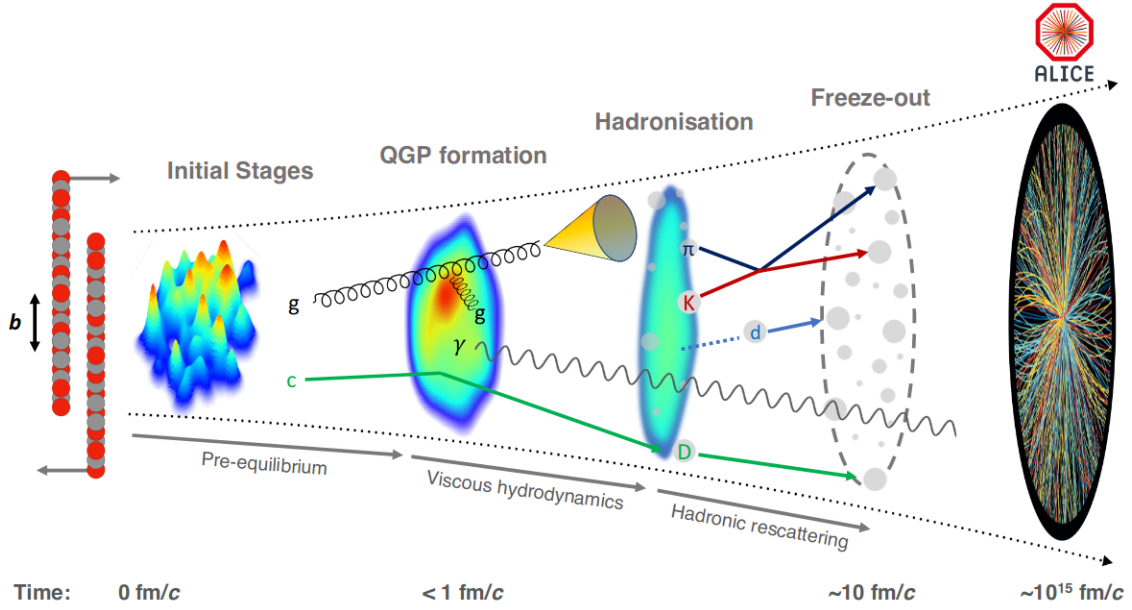 ALICE
Freeze-out
Hadronisation
QGP formation
Initial Stages
b
g
g
γ
c
π
K
d
D
Pre-equilibrium
Viscous hydrodynamics
Hadronic rescattering
Time: 0 fm/c < 1 fm/c ~10 fm/c ~10¹⁵ fm/c